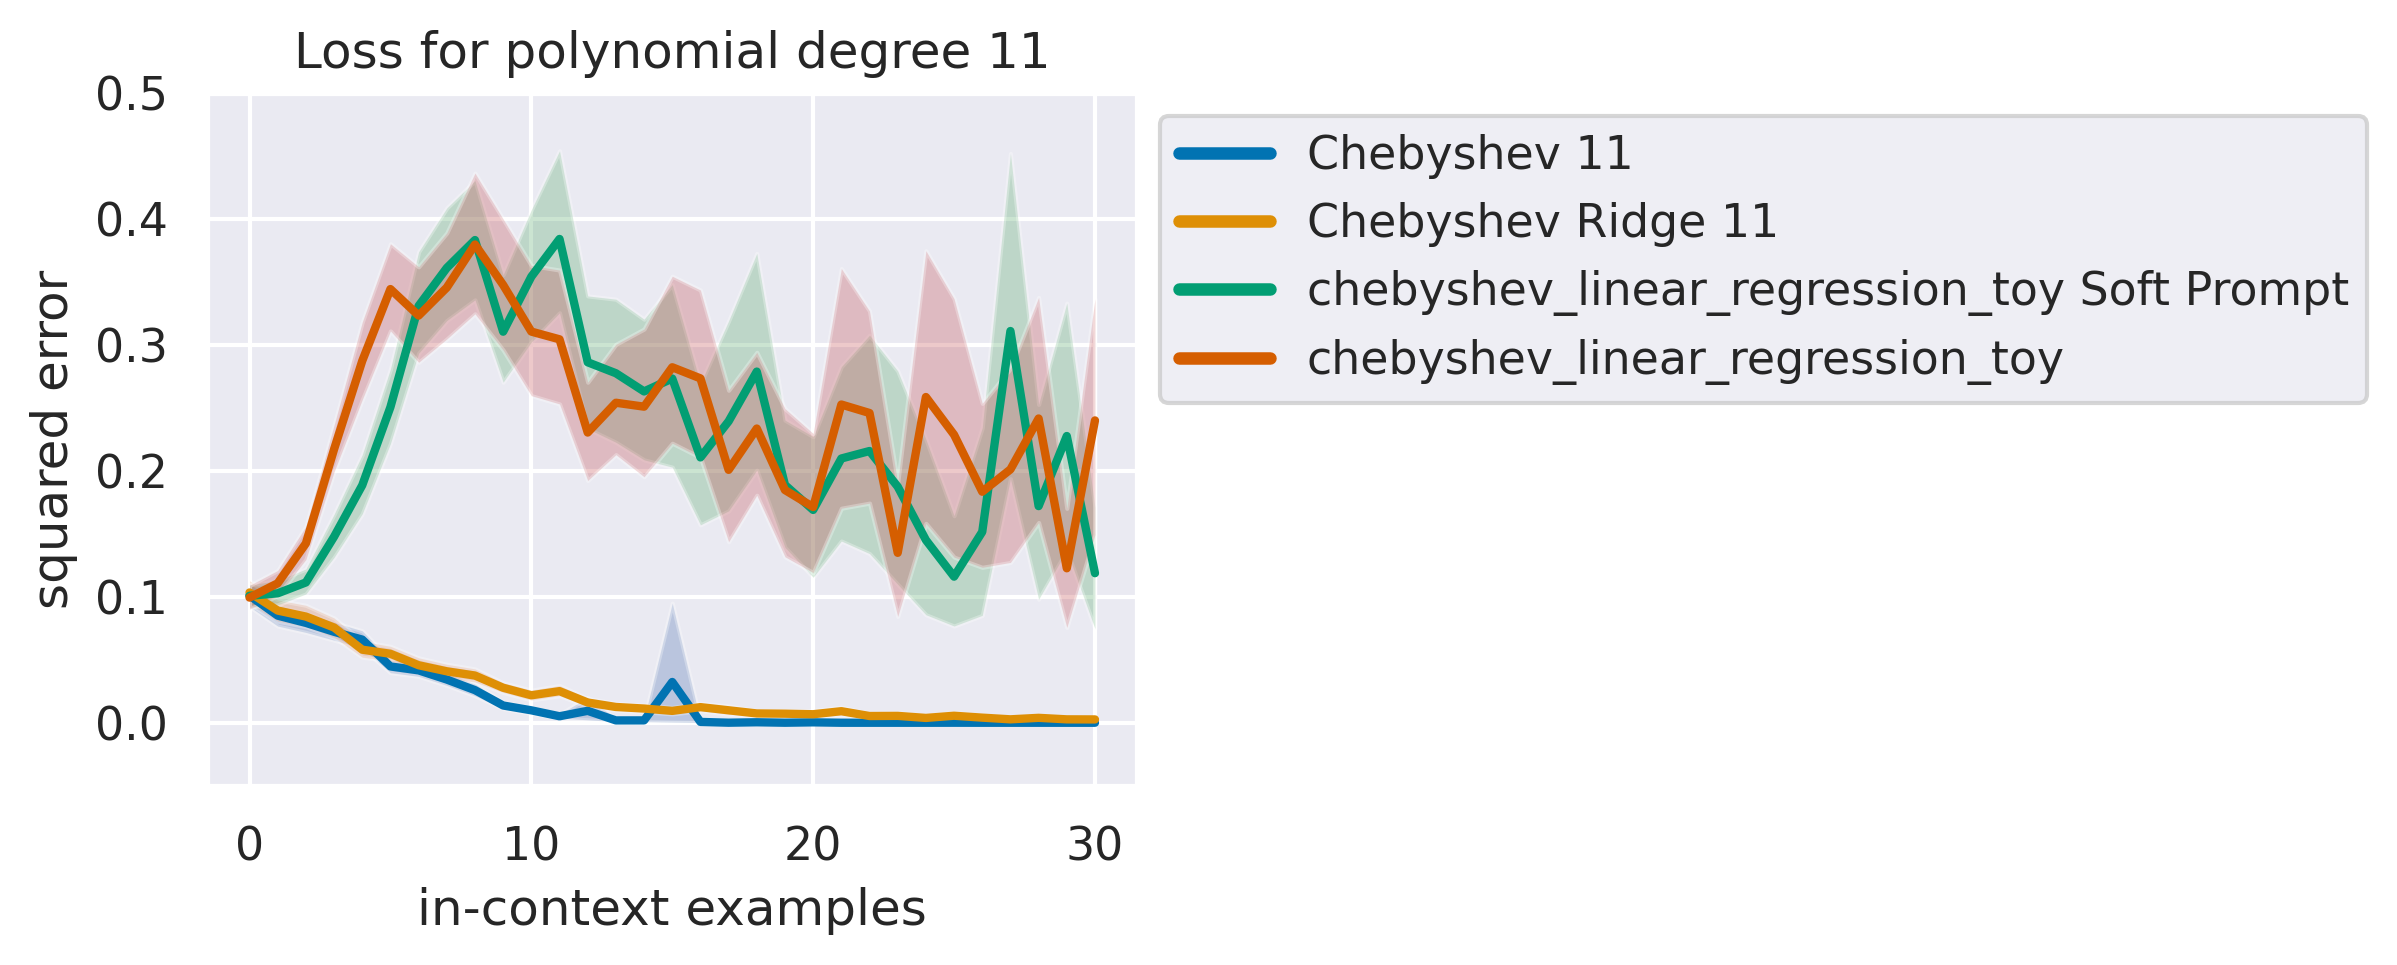 Loss for polynomial degree 11
0.5
0.4
0.3
0.2
0.1
0.0
squared error
0 10 20 30
in-context examples
Chebyshev 11
Chebyshev Ridge 11
chebyshev_linear_regression_toy Soft Prompt
chebyshev_linear_regression_toy